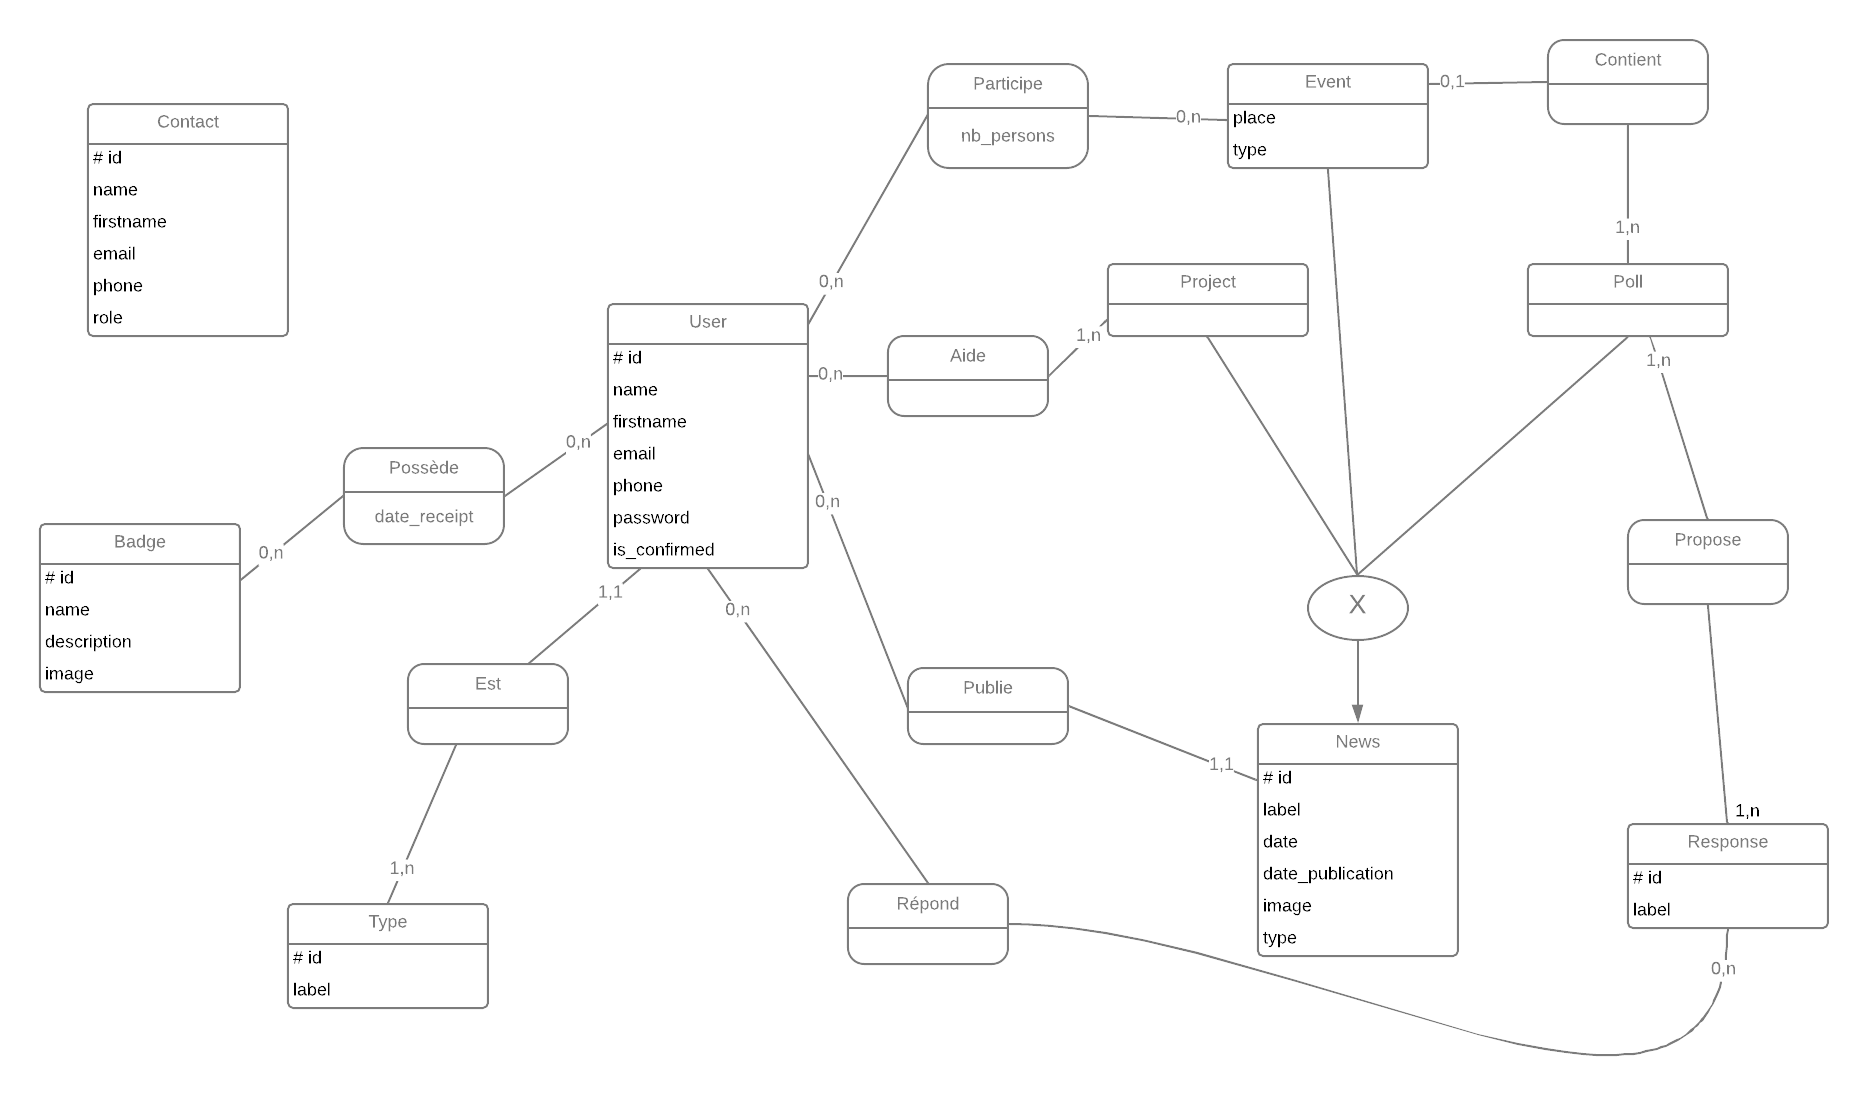 Contact
# id
name
firstname
email
phone
role
Participe
nb_persons
0,n
0,n
Event
place
type
0,1
Contient
1,n
Poll
1,n
Project
1,n
Aide
0,n
User
# id
name
firstname
email
phone
password
is_confirmed
0,n
Possède
date_receipt
0,n
Badge
# id
name
description
image
1,1
Est
1,n
Type
# id
label
0,n
0,n
Publie
1,1
X
News
# id
label
date
date_publication
image
type
Répond
Propose
1,n
Response
# id
label
0,n